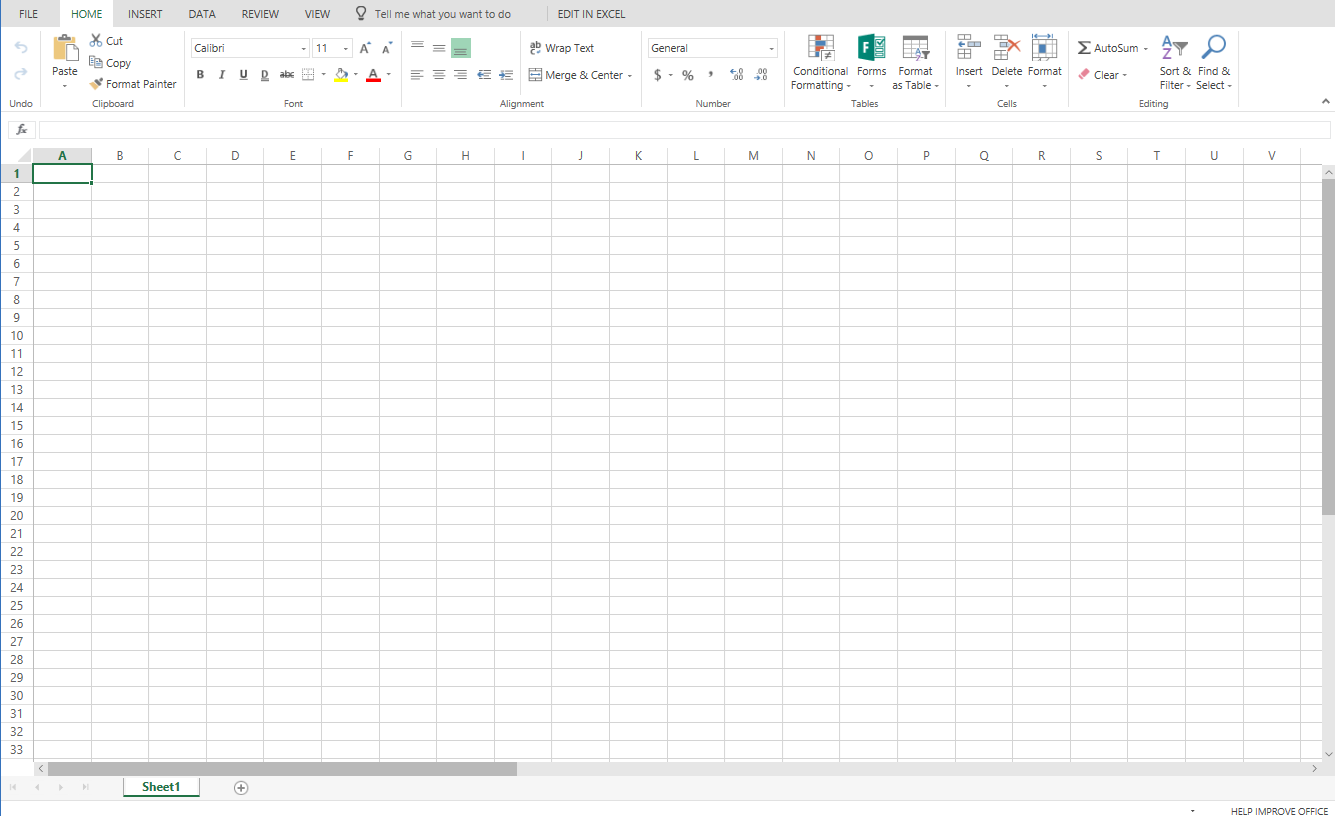 FILE HOME INSERT DATA REVIEW VIEW Tell me what you want to do EDIT IN EXCEL
Cut
Copy
Format Painter
Paste
Undo
Clipboard
Calibri 11 A A
B I U D abc A
Font
ab Wrap Text
Merge & Center
Alignment
General
$ % , .00 .00
Number
Conditional Formatting
Forms
Format as Table
Tables
Insert Delete Format
Cells
Σ AutoSum
Clear
Sort & Filter
Find & Select
Editing
fx
A B C D E F G H I J K L M N O P Q R S T U V
1
2
3
4
5
6
7
8
9
10
11
12
13
14
15
16
17
18
19
20
21
22
23
24
25
26
27
28
29
30
31
32
33
Sheet1
HELP IMPROVE OFFICE